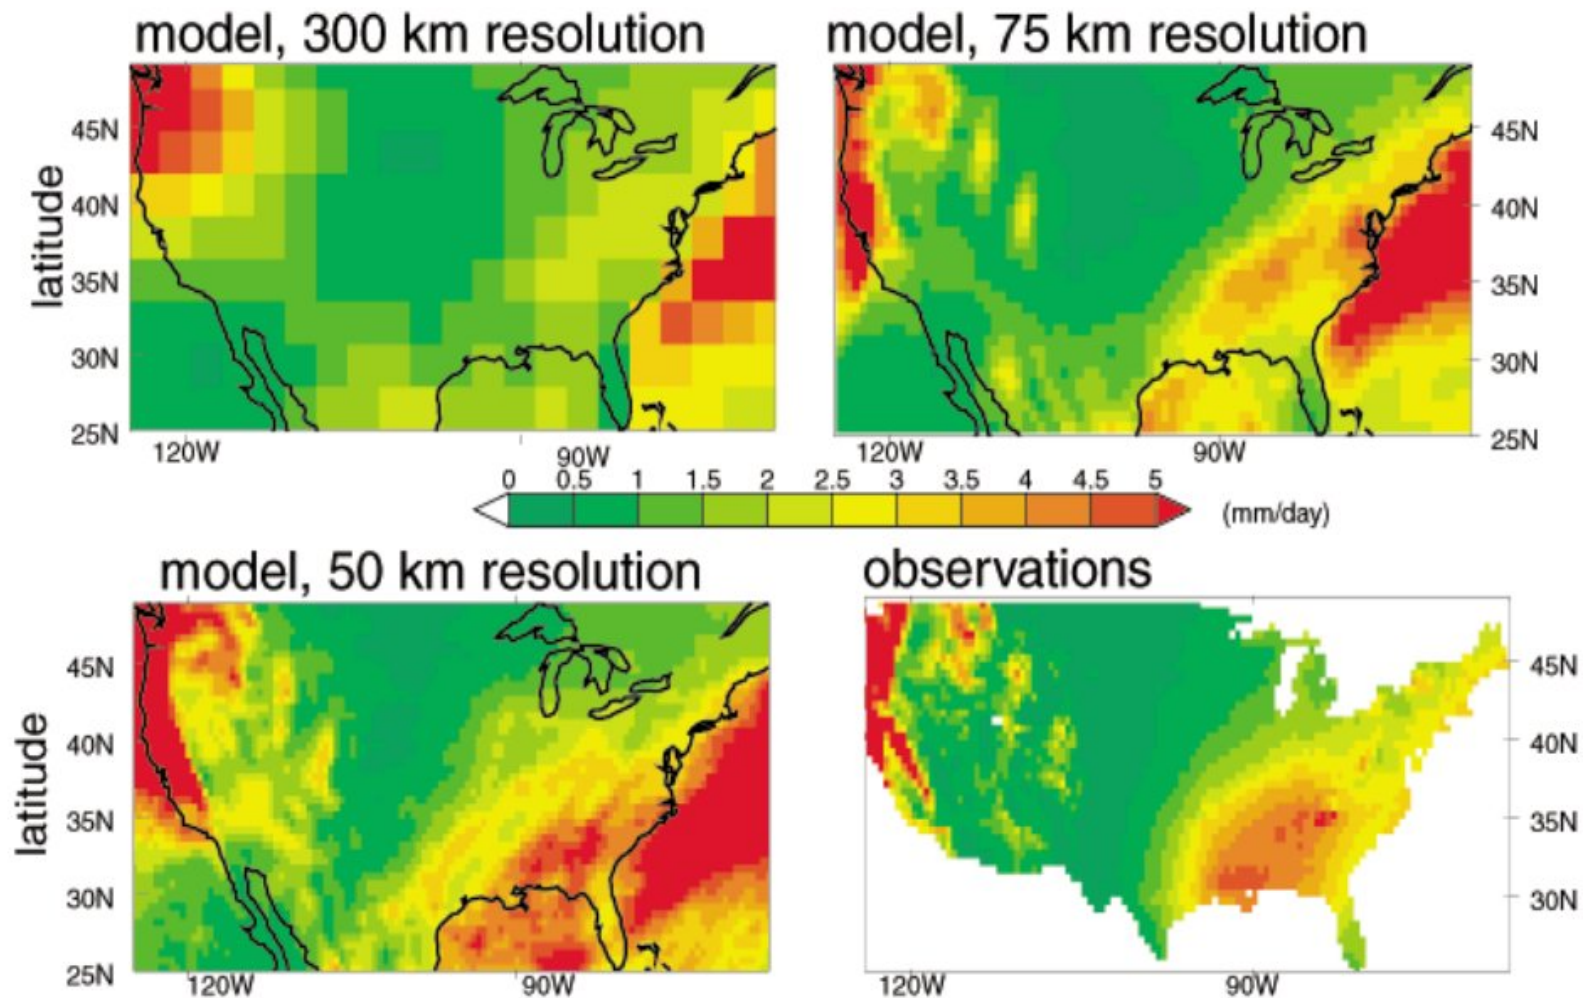 model, 300 km resolution
model, 75 km resolution
latitude
45N
40N
35N
30N
25N
120W
90W
45N
40N
35N
30N
25N
120W
90W
0 0.5 1 1.5 2 2.5 3 3.5 4 4.5 5
(mm/day)
model, 50 km resolution
observations
latitude
45N
40N
35N
30N
25N
120W
90W
45N
40N
35N
30N
120W
90W